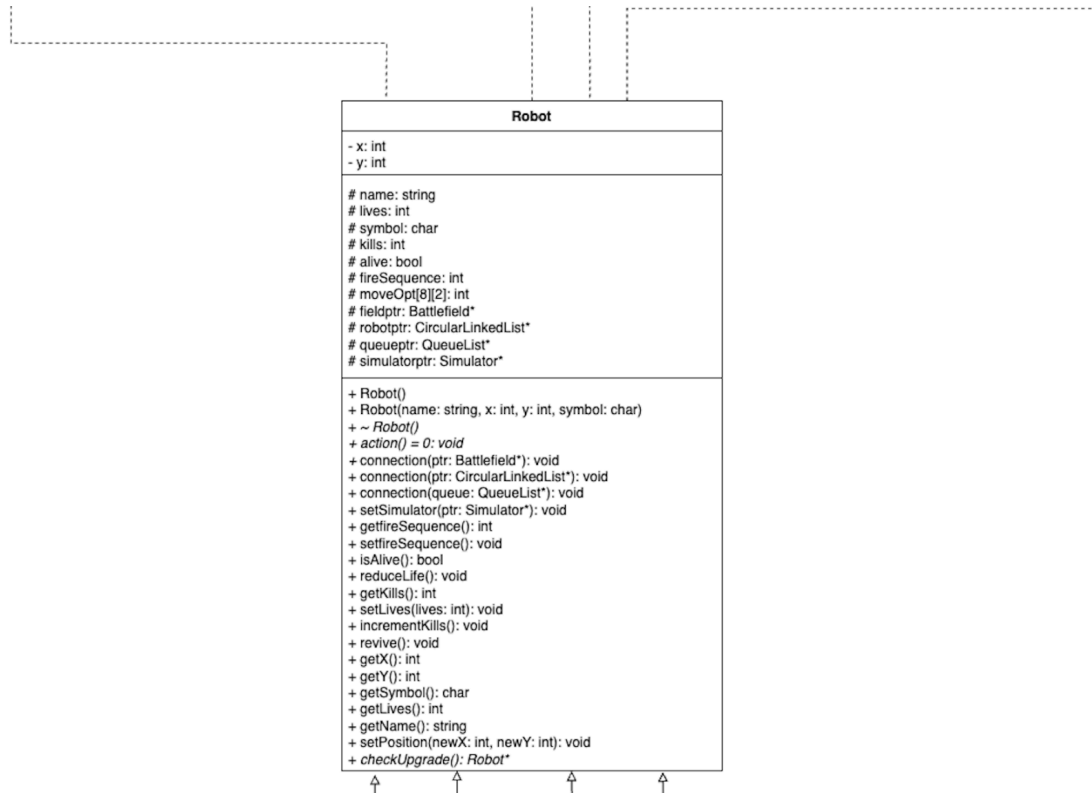 Robot
- x: int
- y: int
# name: string
# lives: int
# symbol: char
# kills: int
# alive: bool
# fireSequence: int
# moveOpt[8][2]: int
# fieldptr: Battlefield*
# robotptr: CircularLinkedList*
# queueptr: QueueList*
# simulatorptr: Simulator*
+ Robot()
+ Robot(name: string, x: int, y: int, symbol: char)
+ ~ Robot()
+ action() = 0: void
+ connection(ptr: Battlefield*): void
+ connection(ptr: CircularLinkedList*): void
+ connection(queue: QueueList*): void
+ setSimulator(ptr: Simulator*): void
+ getfireSequence(): int
+ setfireSequence(): void
+ isAlive(): bool
+ reduceLife(): void
+ getKills(): int
+ setLives(lives: int): void
+ incrementKills(): void
+ revive(): void
+ getX(): int
+ getY(): int
+ getSymbol(): char
+ getLives(): int
+ getName(): string
+ setPosition(newX: int, newY: int): void
+ checkUpgrade(): Robot*